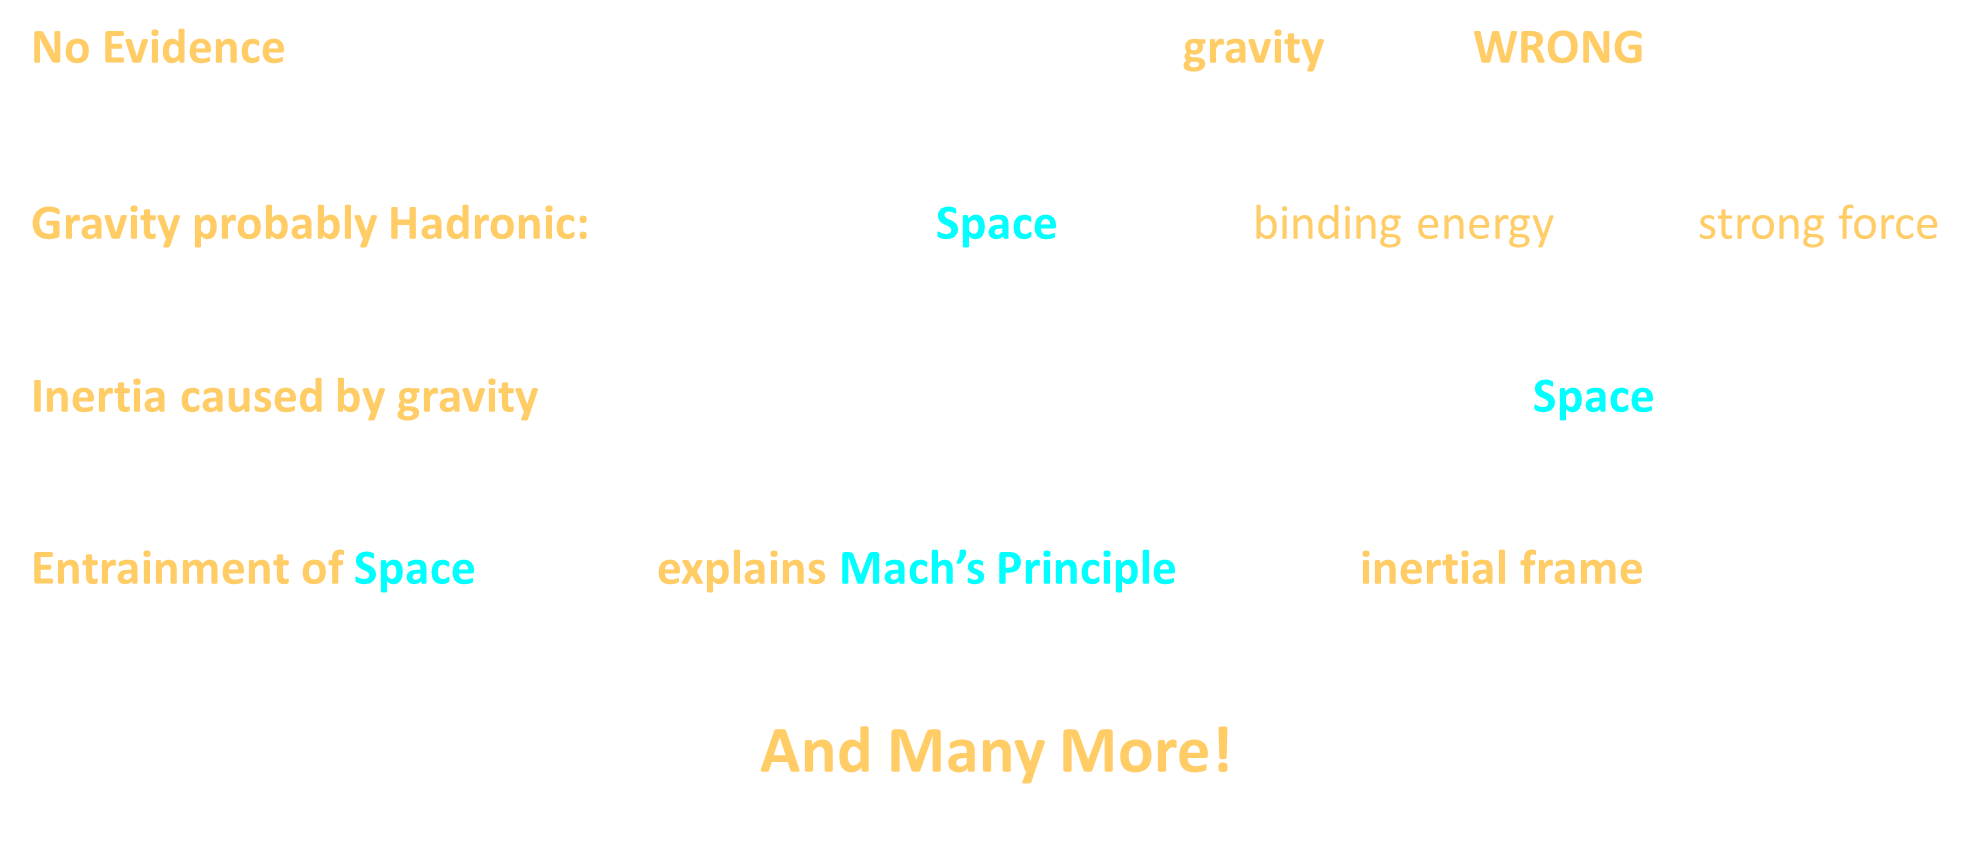 No Evidence gravity WRONG
Gravity probably Hadronic: Space binding energy strong force
Inertia caused by gravity Space
Entrainment of Space explains Mach’s Principle inertial frame
And Many More!